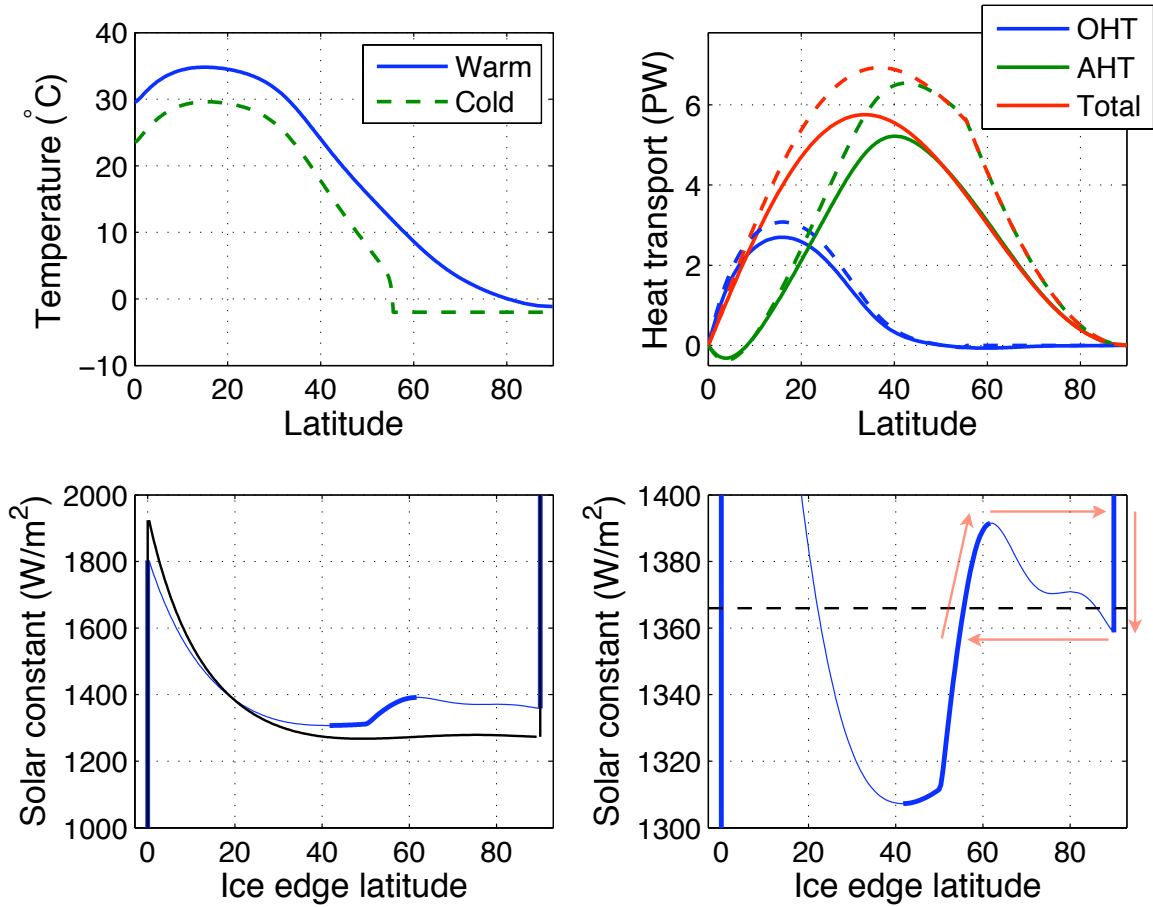 40
30
20
10
0
−10
Temperature (°C)
Warm
Cold
0 20 40 60 80
Latitude
6
4
2
0
Heat transport (PW)
OHT
AHT
Total
0 20 40 60 80
Latitude
2000
1800
1600
1400
1200
1000
Solar constant (W/m²)
0 20 40 60 80
Ice edge latitude
1400
1380
1360
1340
1320
1300
Solar constant (W/m²)
0 20 40 60 80
Ice edge latitude